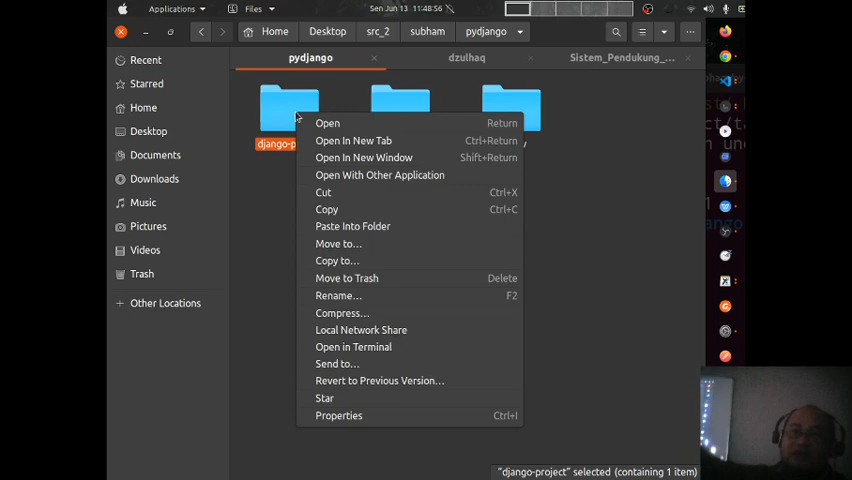 Applications Files Sen Jun 13 11:48:56
Home Desktop src_2 subham pydjango
pydjango dzulhaq Sistem_Pendukung_...
Recent
Starred
Home
Desktop
Documents
Downloads
Music
Pictures
Videos
Trash
Other Locations
django-p
Open Return
Open In New Tab Ctrl+Return
Open In New Window Shift+Return
Open With Other Application
Cut Ctrl+X
Copy Ctrl+C
Paste Into Folder
Move to...
Copy to...
Move to Trash Delete
Rename... F2
Compress...
Local Network Share
Open in Terminal
Send to...
Revert to Previous Version...
Star
Properties Ctrl+I
"django-project" selected (containing 1 item)